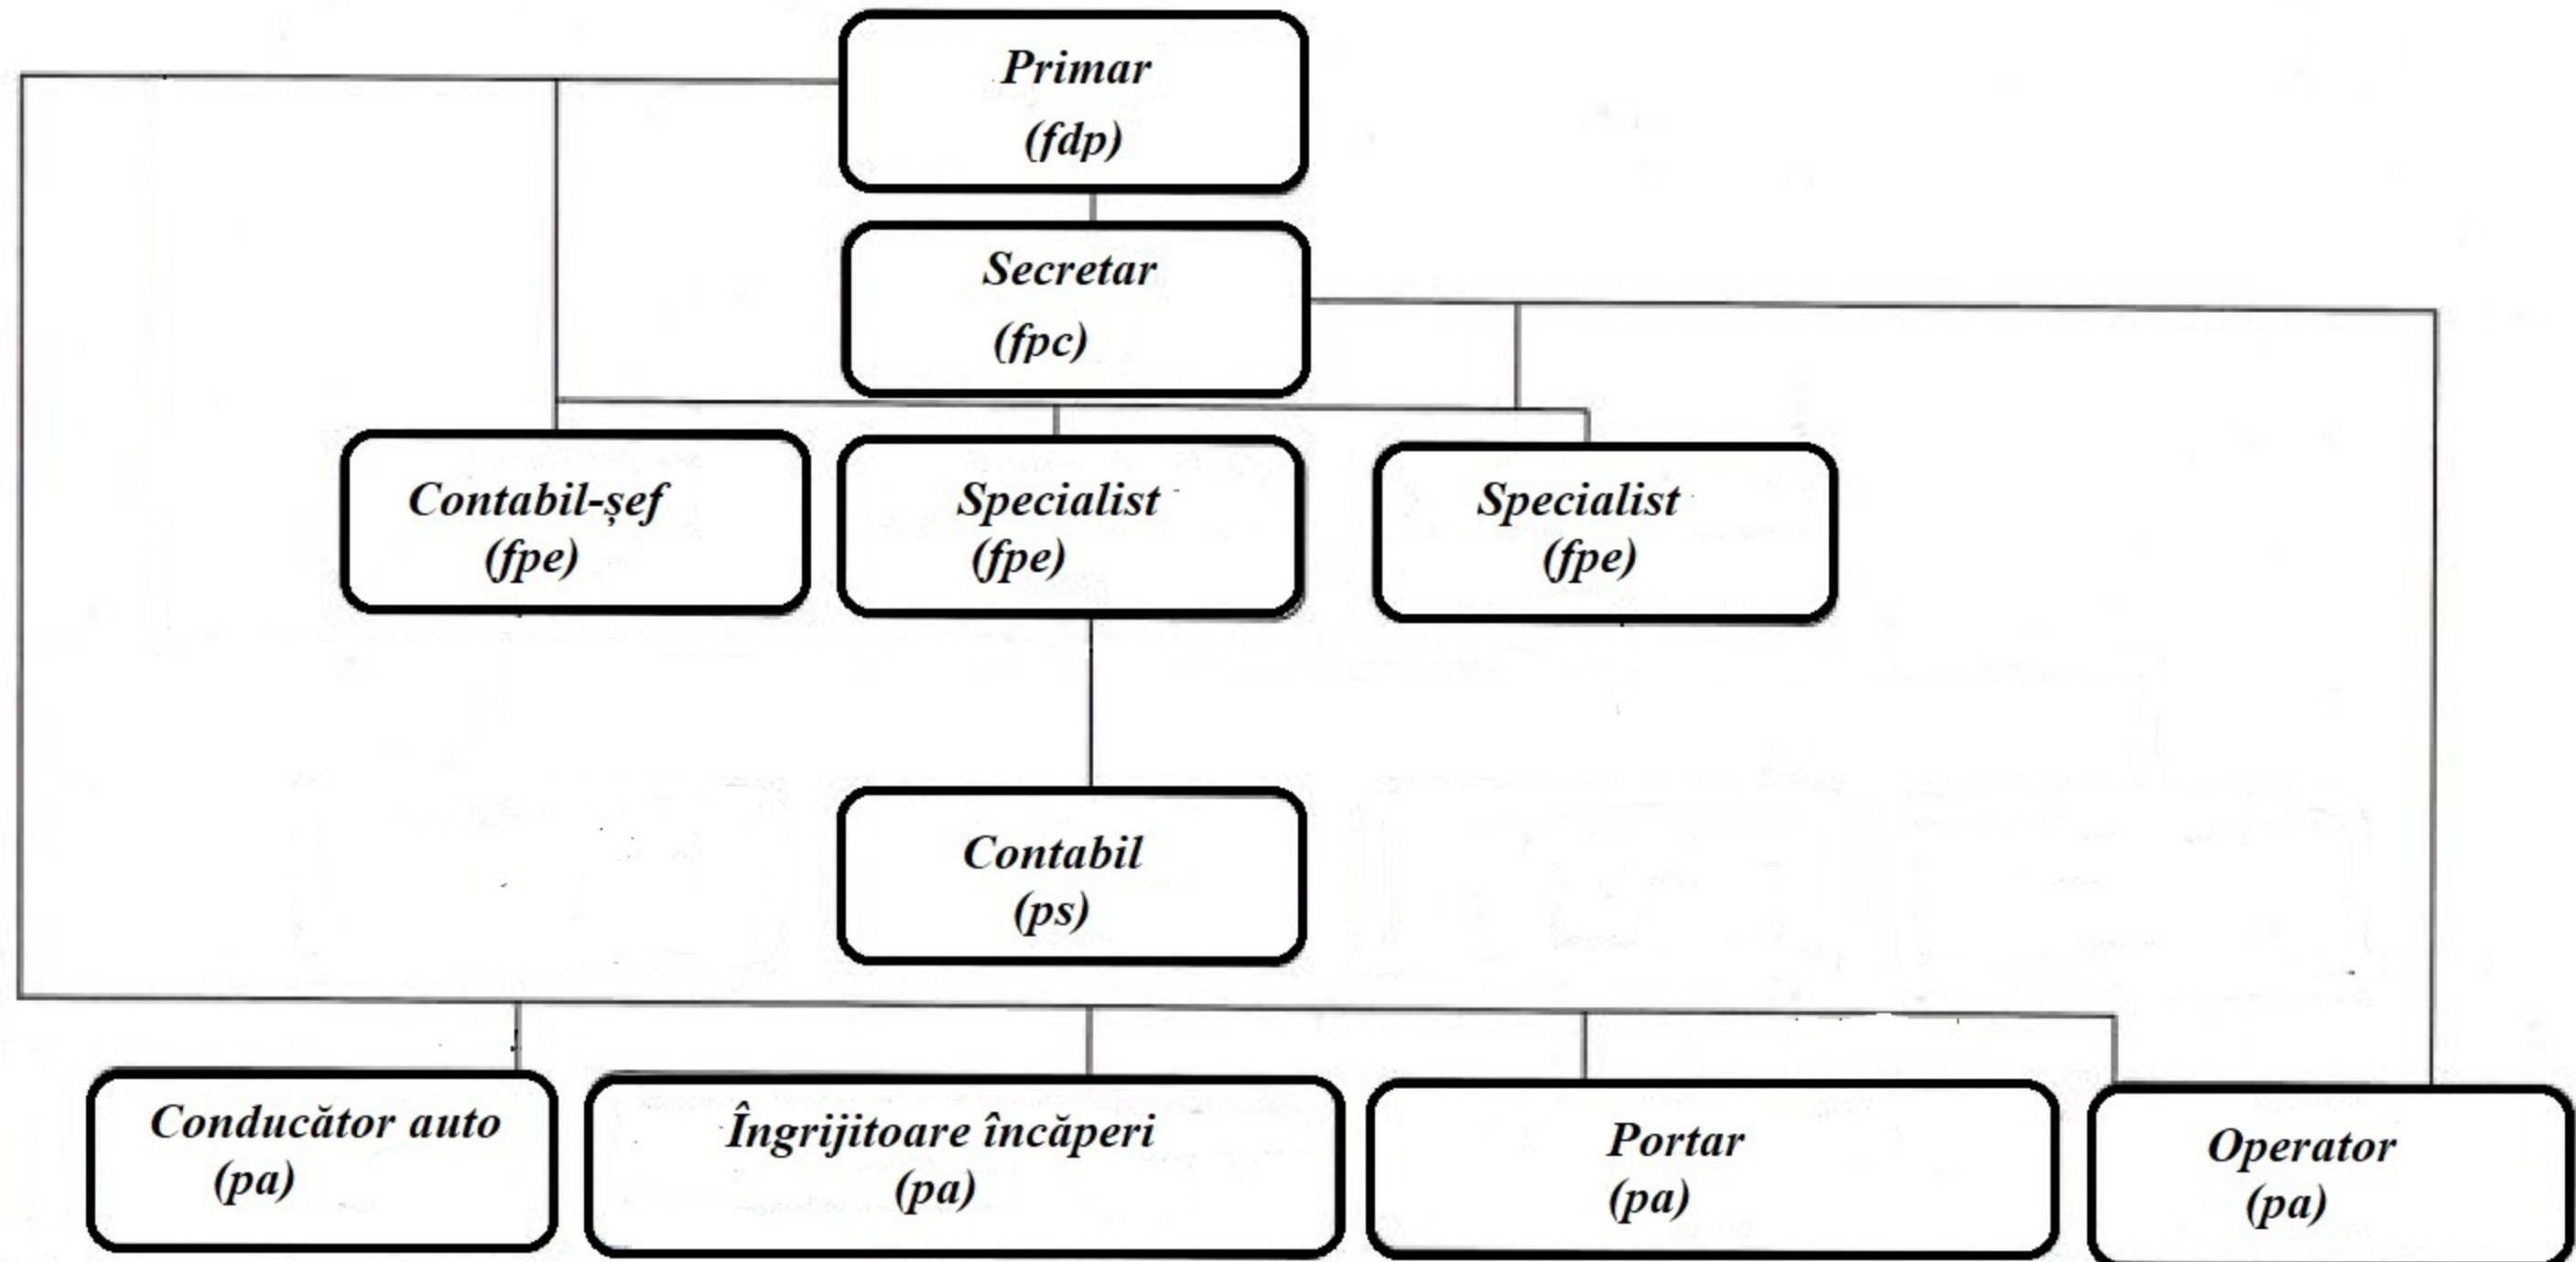 Primar
(fdp)
Secretar
(fpc)
Contabil-șef
(fpe)
Specialist
(fpe)
Specialist
(fpe)
Contabil
(ps)
Conducător auto
(pa)
Îngrijitoare încăperi
(pa)
Portar
(pa)
Operator
(pa)